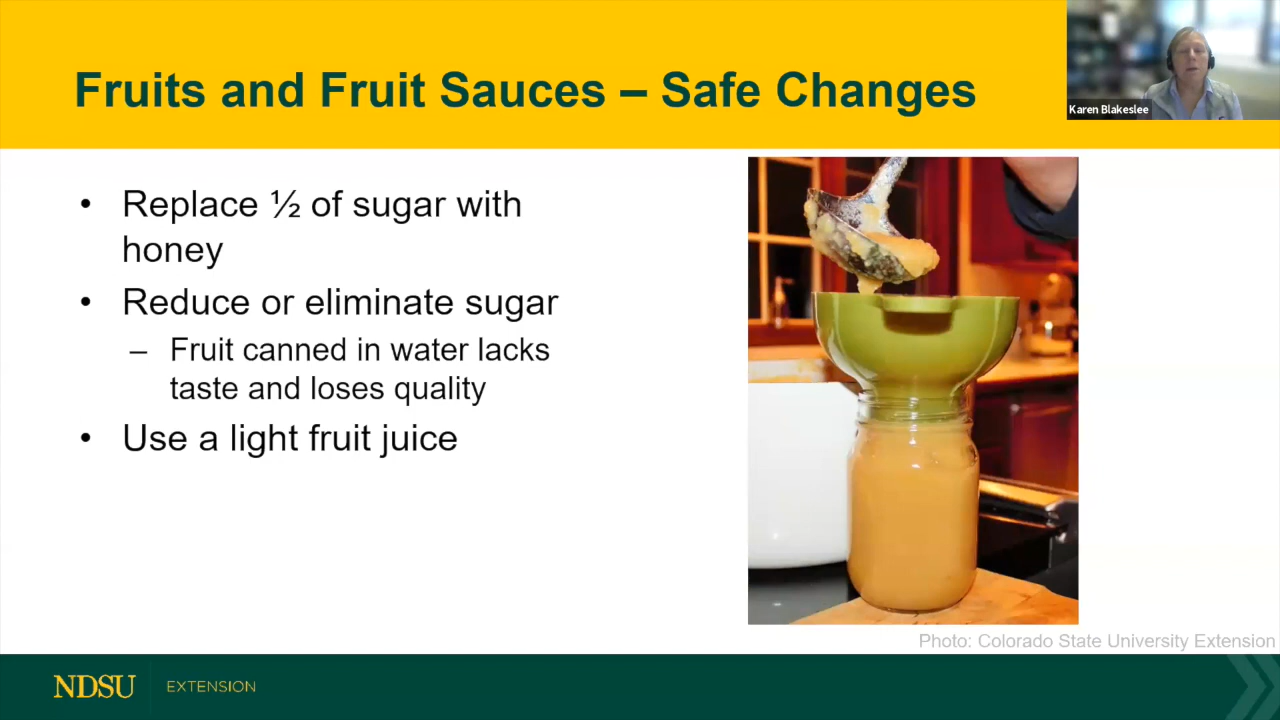 Fruits and Fruit Sauces – Safe Changes
Karen Blakeslee
• Replace ½ of sugar with
honey
• Reduce or eliminate sugar
– Fruit canned in water lacks
taste and loses quality
• Use a light fruit juice
Photo: Colorado State University Extension
NDSU EXTENSION